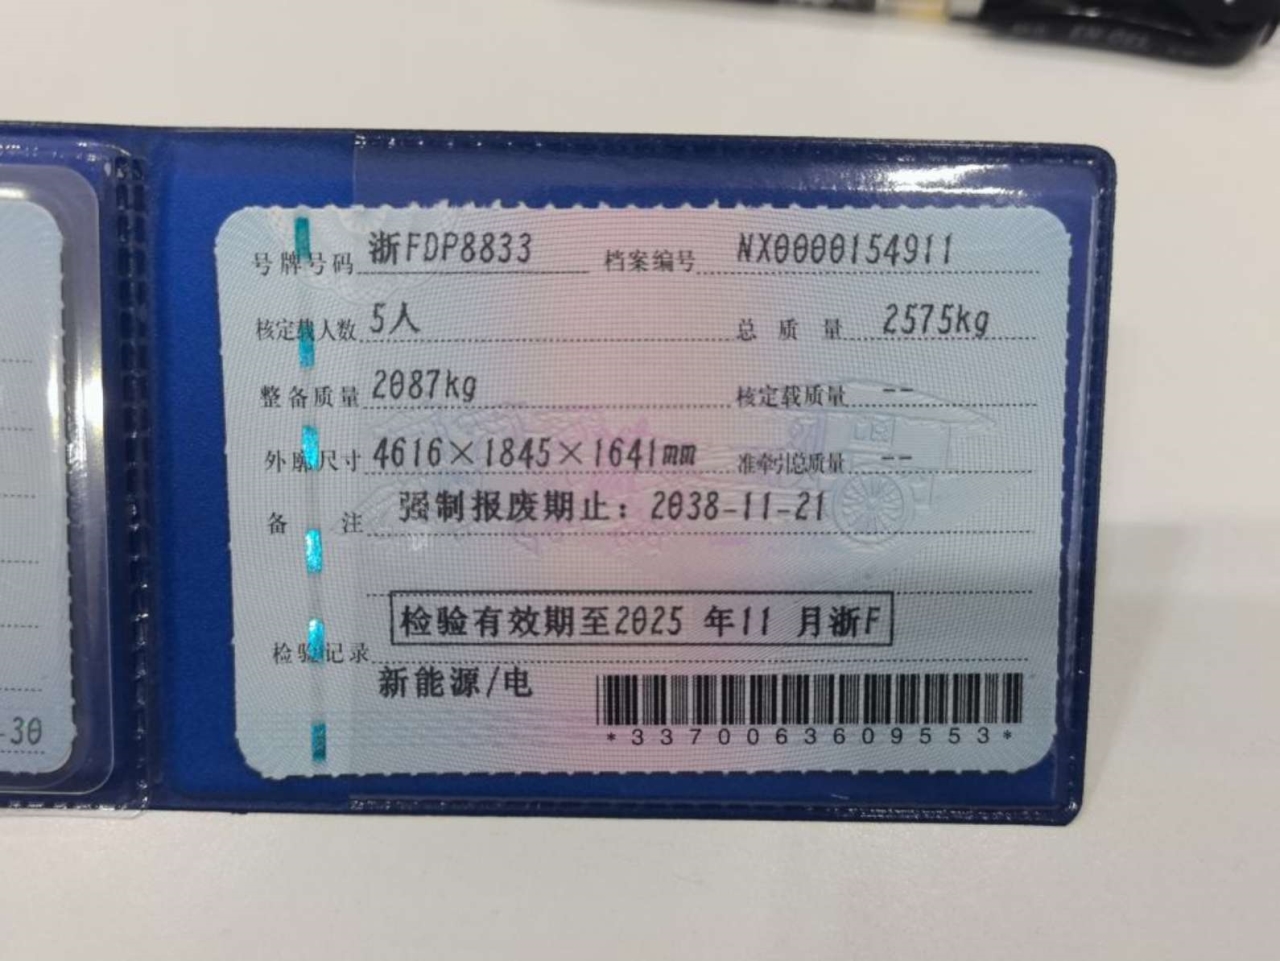 号牌号码 浙FDP8833 档案编号 NX0000154911
核定载人数 5人 总质量 2575kg
整备质量 2087kg 核定载质量 --
外廓尺寸 4616×1845×1641mm 准牵引总质量 --
备注 强制报废期止：2038-11-21
检验有效期至2025 年11 月浙F
检验记录
新能源/电
*3370063609553*
-30